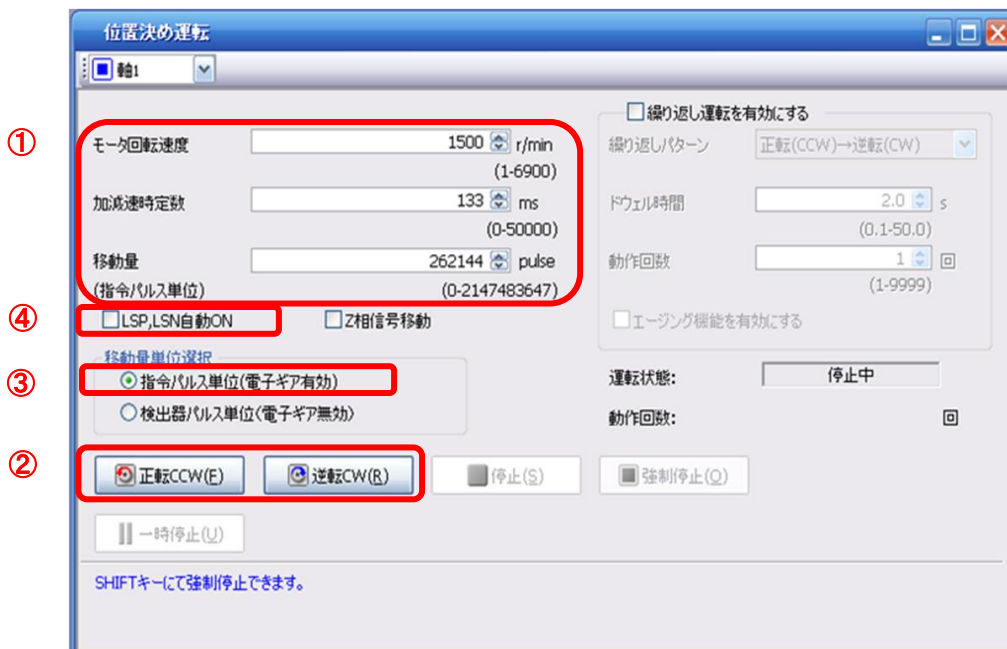 位置決め運転
軸1
①
モータ回転速度 1500 r/min
(1-6900)
加減速時定数 133 ms
(0-50000)
移動量 262144 pulse
(指令パルス単位) (0-2147483647)
④
LSP,LSN自動ON Z相信号移動
移動量単位選択
③
指令パルス単位(電子ギア有効)
検出器パルス単位(電子ギア無効)
繰り返し運転を有効にする
繰り返しパターン 正転(CCW)→逆転(CW)
ドウェル時間 2.0 s
(0.1-50.0)
動作回数 1 回
(1-9999)
エージング機能を有効にする
運転状態: 停止中
動作回数: 回
②
正転CCW(F) 逆転CW(R) 停止(S) 強制停止(O)
一時停止(U)
SHIFTキーにて強制停止できます。